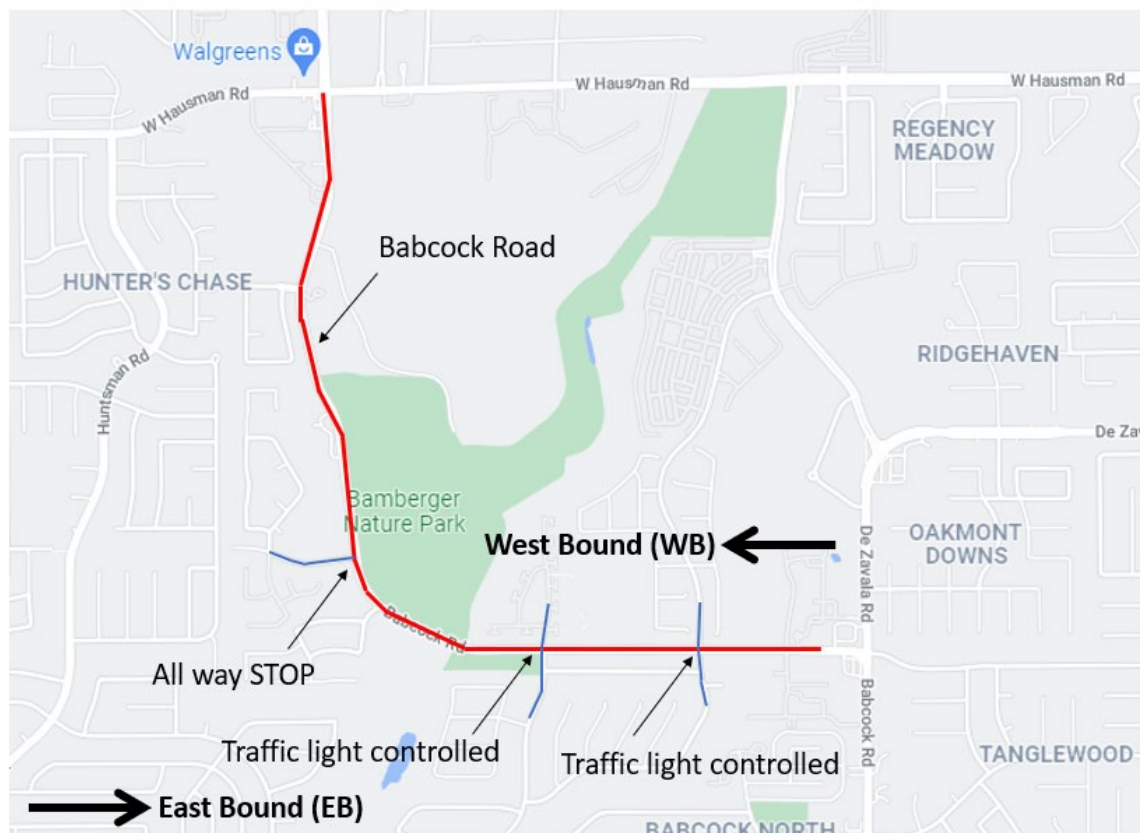 Walgreens
W Hausman Rd
W Hausman Rd
W Hausman Rd
REGENCY
MEADOW
Babcock Road
HUNTER'S CHASE
RIDGEHAVEN
Huntsman Rd
De Zava
Bamberger
Nature Park
West Bound (WB)
OAKMONT
DOWNS
De Zavala Rd
Babcock Rd
All way STOP
Babcock Rd
Traffic light controlled
Traffic light controlled
TANGLEWOOD
East Bound (EB)
BABCOCK NORTH